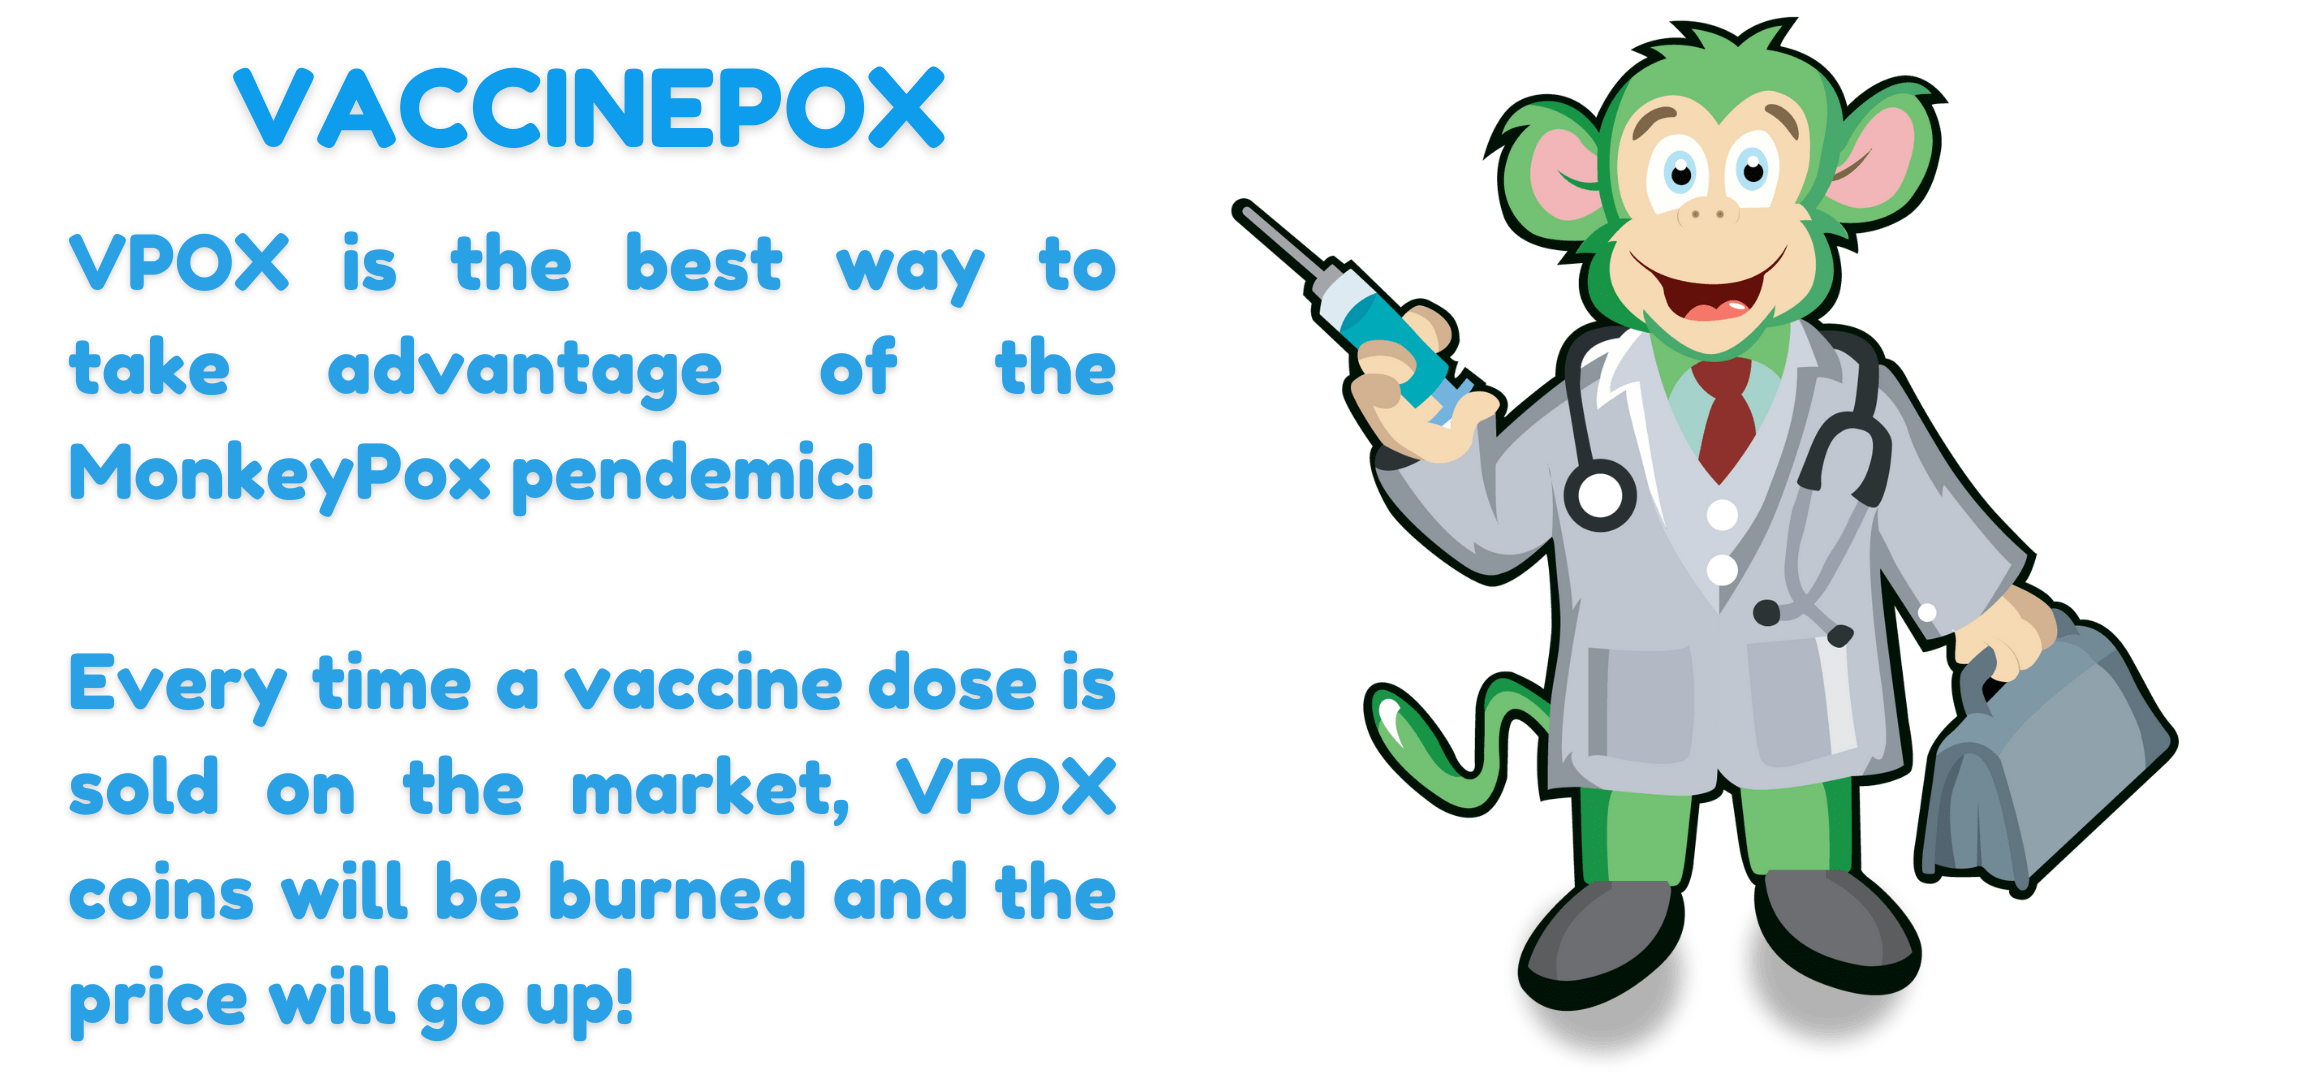 VACCINEPOX
VPOX is the best way to
take advantage of the
MonkeyPox pendemic!
Every time a vaccine dose is
sold on the market, VPOX
coins will be burned and the
price will go up!